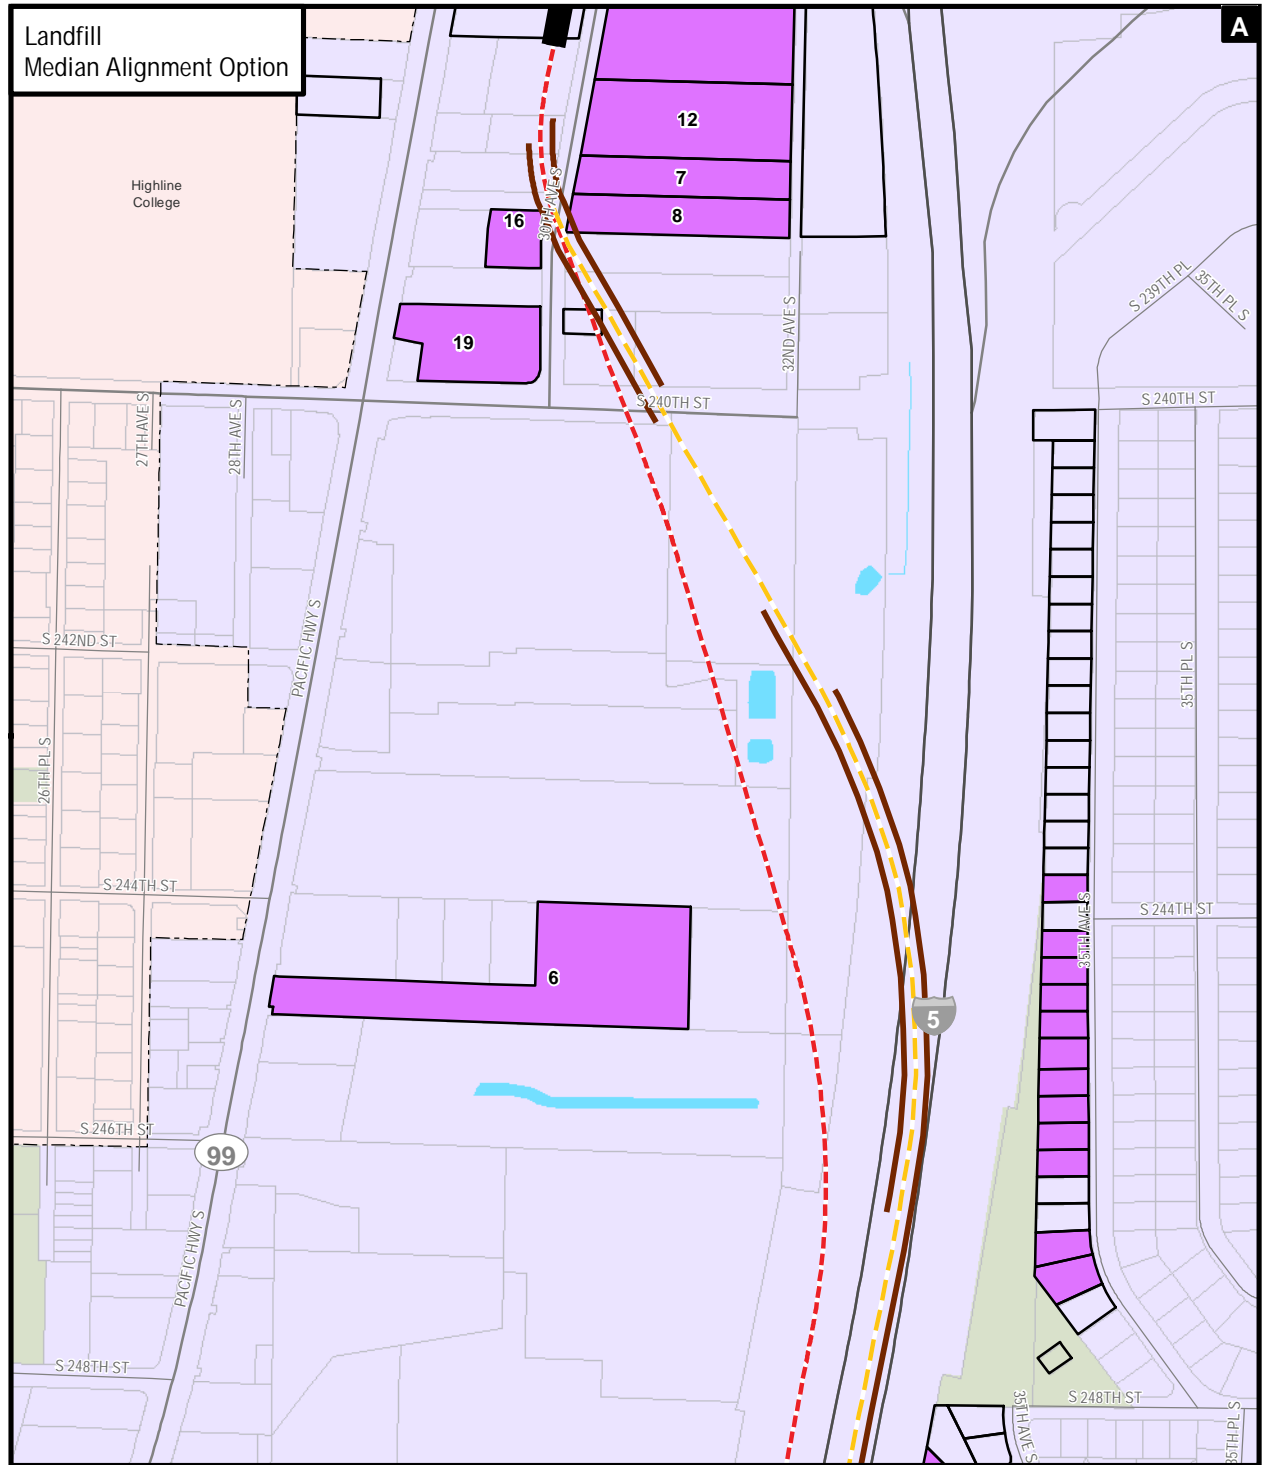 Landfill
Median Alignment Option
A
Highline
College
12
7
8
16
19
30TH AVE S
32ND AVE S
S 239TH PL
35TH PL S
S 240TH ST
S 240TH ST
27TH AVE S
28TH AVE S
PACIFIC HWY S
S 242ND ST
35TH PL S
26TH PL S
S 244TH ST
S 244TH ST
35TH AVE S
6
5
S 246TH ST
99
PACIFIC HWY S
S 248TH ST
S 248TH ST
35TH AVE S
35TH PL S